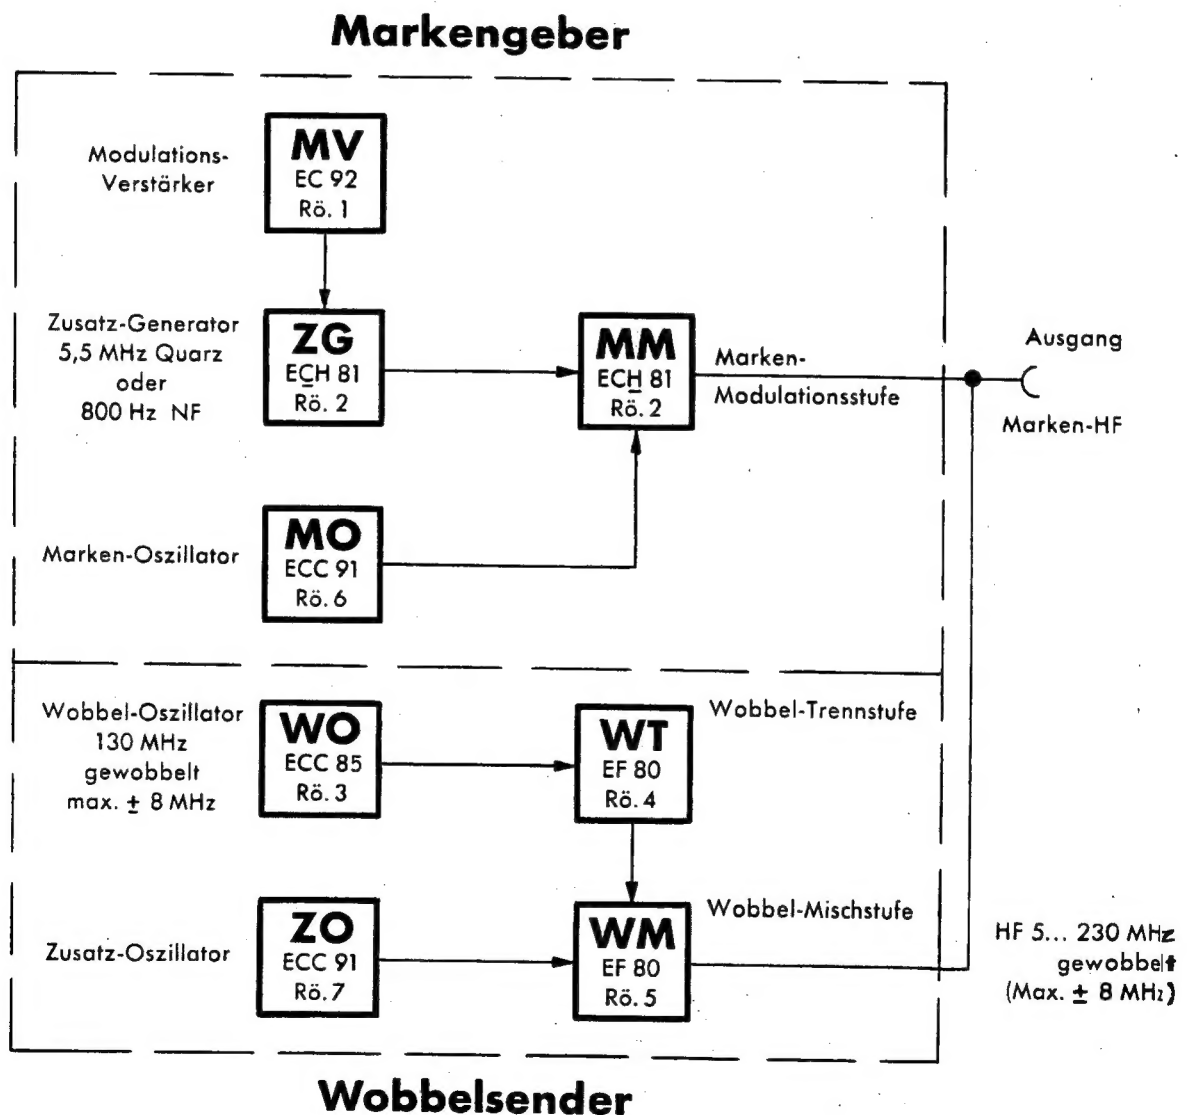 Markengeber
Modulations-
Verstärker
MV
EC 92
Rö. 1
Zusatz-Generator
5,5 MHz Quarz
oder
800 Hz NF
ZG
ECH 81
Rö. 2
MM
ECH 81
Rö. 2
Marken-
Modulationsstufe
Ausgang
Marken-HF
Marken-Oszillator
MO
ECC 91
Rö. 6
Wobbel-Oszillator
130 MHz
gewobbelt
max. ± 8 MHz
WO
ECC 85
Rö. 3
WT
EF 80
Rö. 4
Wobbel-Trennstufe
Zusatz-Oszillator
ZO
ECC 91
Rö. 7
WM
EF 80
Rö. 5
Wobbel-Mischstufe
HF 5... 230 MHz
gewobbelt
(Max. ± 8 MHz)
Wobbelsender